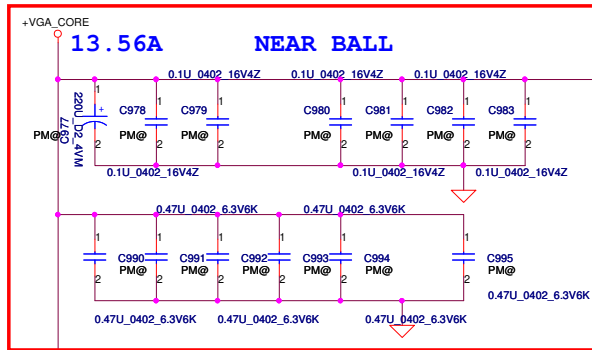 +VGA_CORE
13.56A NEAR BALL
0.1U_0402_16V4Z 0.1U_0402_16V4Z 0.1U_0402_16V4Z
1 1 1 1 1 1 1
+
C977
220U_D2_4VM
C978 C979 C980 C981 C982 C983
PM@ PM@ PM@ PM@ PM@ PM@ PM@
2 2 2 2 2 2 2
0.1U_0402_16V4Z 0.1U_0402_16V4Z 0.1U_0402_16V4Z
0.47U_0402_6.3V6K 0.47U_0402_6.3V6K
1 1 1 1 1 1
C990 C991 C992 C993 C994 C995
PM@ PM@ PM@ PM@ PM@ PM@
2 2 2 2 2 2
0.47U_0402_6.3V6K
0.47U_0402_6.3V6K 0.47U_0402_6.3V6K 0.47U_0402_6.3V6K